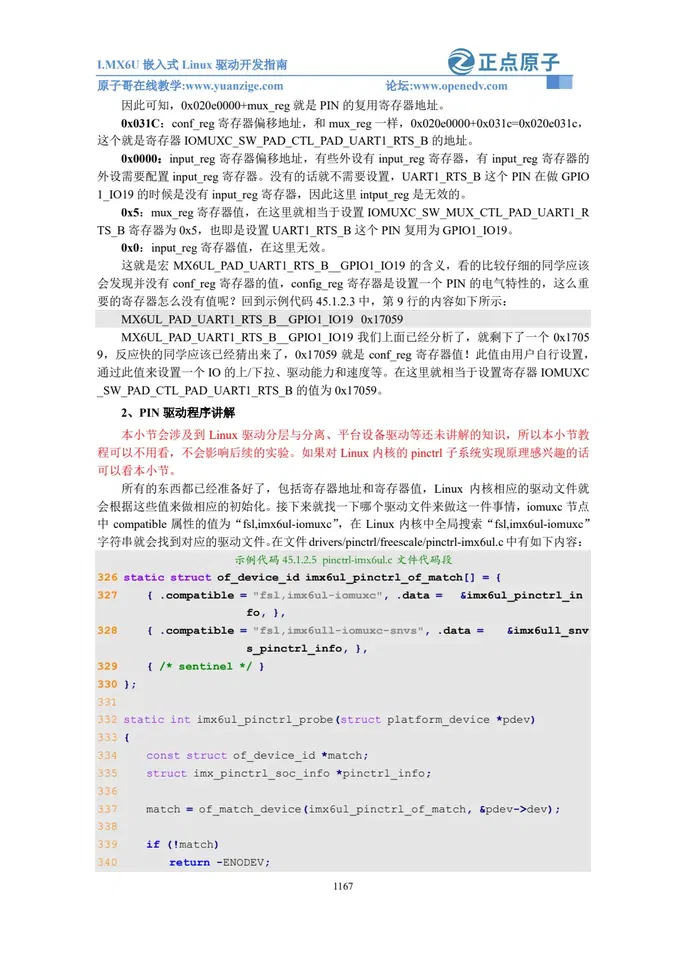 I.MX6U 嵌入式 Linux 驱动开发指南
正点原子
原子哥在线教学:www.yuanzige.com 论坛:www.openedv.com
因此可知，0x020e0000+mux_reg 就是 PIN 的复用寄存器地址。
0x031C：conf_reg 寄存器偏移地址，和 mux_reg 一样，0x020e0000+0x031c=0x020e031c，
这个就是寄存器 IOMUXC_SW_PAD_CTL_PAD_UART1_RTS_B 的地址。
0x0000：input_reg 寄存器偏移地址，有些外设有 input_reg 寄存器，有 input_reg 寄存器的
外设需要配置 input_reg 寄存器。没有的话就不需要设置，UART1_RTS_B 这个 PIN 在做 GPIO
1_IO19 的时候是没有 input_reg 寄存器，因此这里 intput_reg 是无效的。
0x5：mux_reg 寄存器值，在这里就相当于设置 IOMUXC_SW_MUX_CTL_PAD_UART1_R
TS_B 寄存器为 0x5，也即是设置 UART1_RTS_B 这个 PIN 复用为 GPIO1_IO19。
0x0：input_reg 寄存器值，在这里无效。
这就是宏 MX6UL_PAD_UART1_RTS_B__GPIO1_IO19 的含义，看的比较仔细的同学应该
会发现并没有 conf_reg 寄存器的值，config_reg 寄存器是设置一个 PIN 的电气特性的，这么重
要的寄存器怎么没有值呢？回到示例代码 45.1.2.3 中，第 9 行的内容如下所示：
MX6UL_PAD_UART1_RTS_B__GPIO1_IO19 0x17059
MX6UL_PAD_UART1_RTS_B__GPIO1_IO19 我们上面已经分析了，就剩下了一个 0x1705
9，反应快的同学应该已经猜出来了，0x17059 就是 conf_reg 寄存器值！此值由用户自行设置，
通过此值来设置一个 IO 的上/下拉、驱动能力和速度等。在这里就相当于设置寄存器 IOMUXC
_SW_PAD_CTL_PAD_UART1_RTS_B 的值为 0x17059。
2、PIN 驱动程序讲解
本小节会涉及到 Linux 驱动分层与分离、平台设备驱动等还未讲解的知识，所以本小节教
程可以不用看，不会影响后续的实验。如果对 Linux 内核的 pinctrl 子系统实现原理感兴趣的话
可以看本小节。
所有的东西都已经准备好了，包括寄存器地址和寄存器值，Linux 内核相应的驱动文件就
会根据这些值来做相应的初始化。接下来就找一下哪个驱动文件来做这一件事情，iomuxc 节点
中 compatible 属性的值为“fsl,imx6ul-iomuxc”，在 Linux 内核中全局搜索“fsl,imx6ul-iomuxc”
字符串就会找到对应的驱动文件。在文件 drivers/pinctrl/freescale/pinctrl-imx6ul.c 中有如下内容：
示例代码 45.1.2.5 pinctrl-imx6ul.c 文件代码段
326 static struct of_device_id imx6ul_pinctrl_of_match[] = {
327 { .compatible = "fsl,imx6ul-iomuxc", .data = &imx6ul_pinctrl_in
fo, },
328 { .compatible = "fsl,imx6ull-iomuxc-snvs", .data = &imx6ull_snv
s_pinctrl_info, },
329 { /* sentinel */ }
330 };
331
332 static int imx6ul_pinctrl_probe(struct platform_device *pdev)
333 {
334 const struct of_device_id *match;
335 struct imx_pinctrl_soc_info *pinctrl_info;
336
337 match = of_match_device(imx6ul_pinctrl_of_match, &pdev->dev);
338
339 if (!match)
340 return -ENODEV;
1167